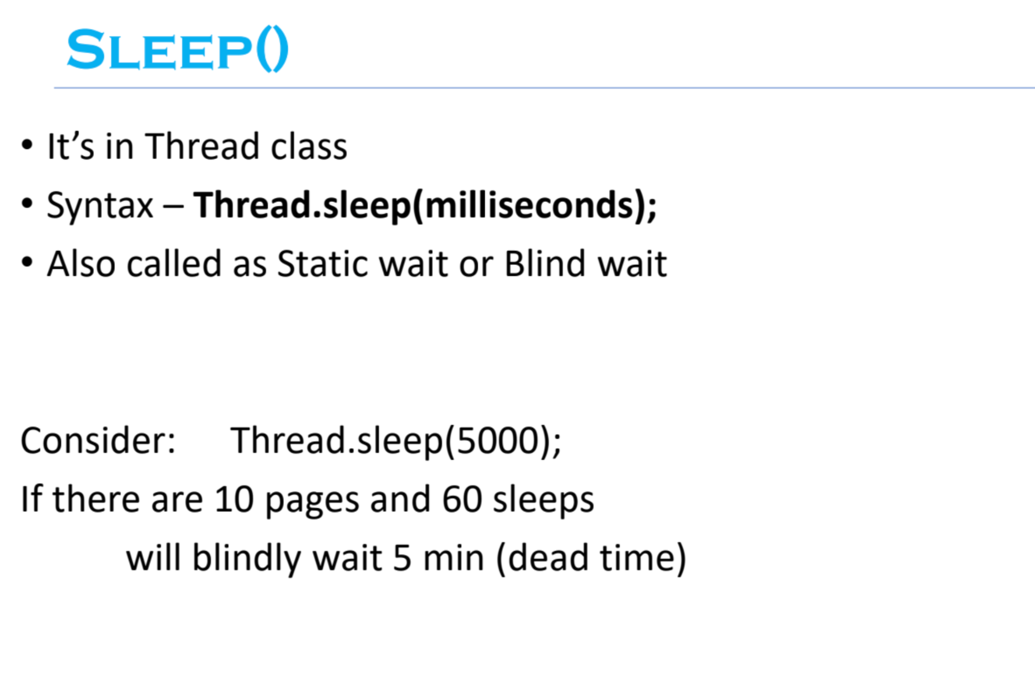 SLEEP()
• It’s in Thread class
• Syntax – Thread.sleep(milliseconds);
• Also called as Static wait or Blind wait
Consider: Thread.sleep(5000);
If there are 10 pages and 60 sleeps
will blindly wait 5 min (dead time)